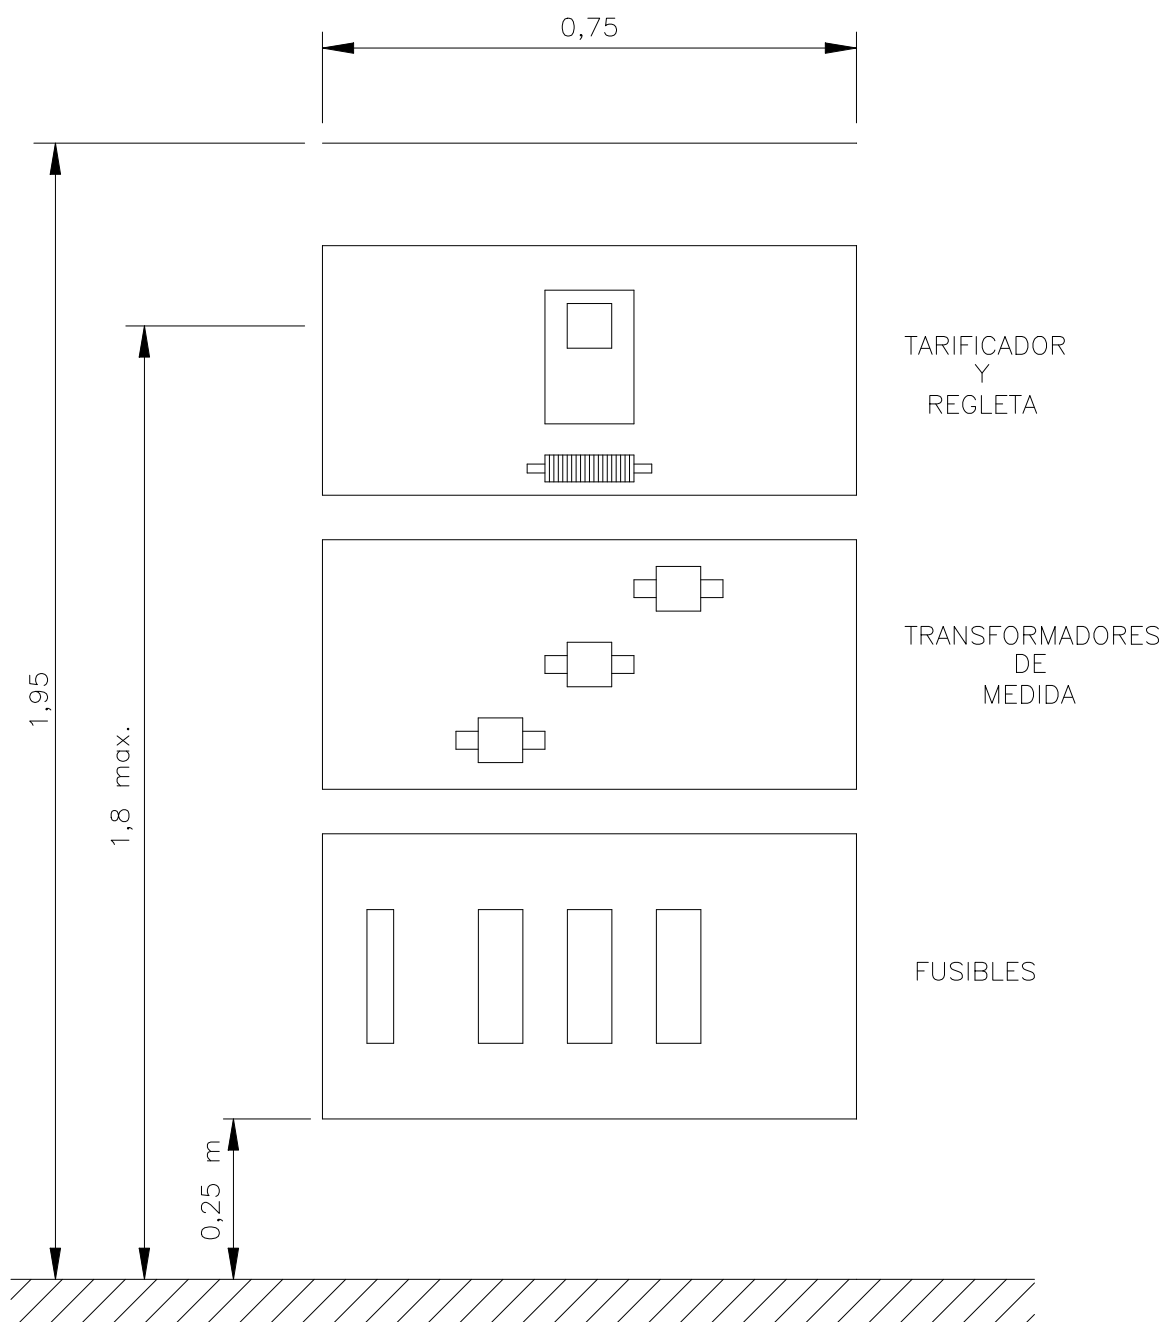 0,75
TARIFICADOR
Y
REGLETA
TRANSFORMADORES
DE
MEDIDA
1,95
1,8 max.
FUSIBLES
0,25 m